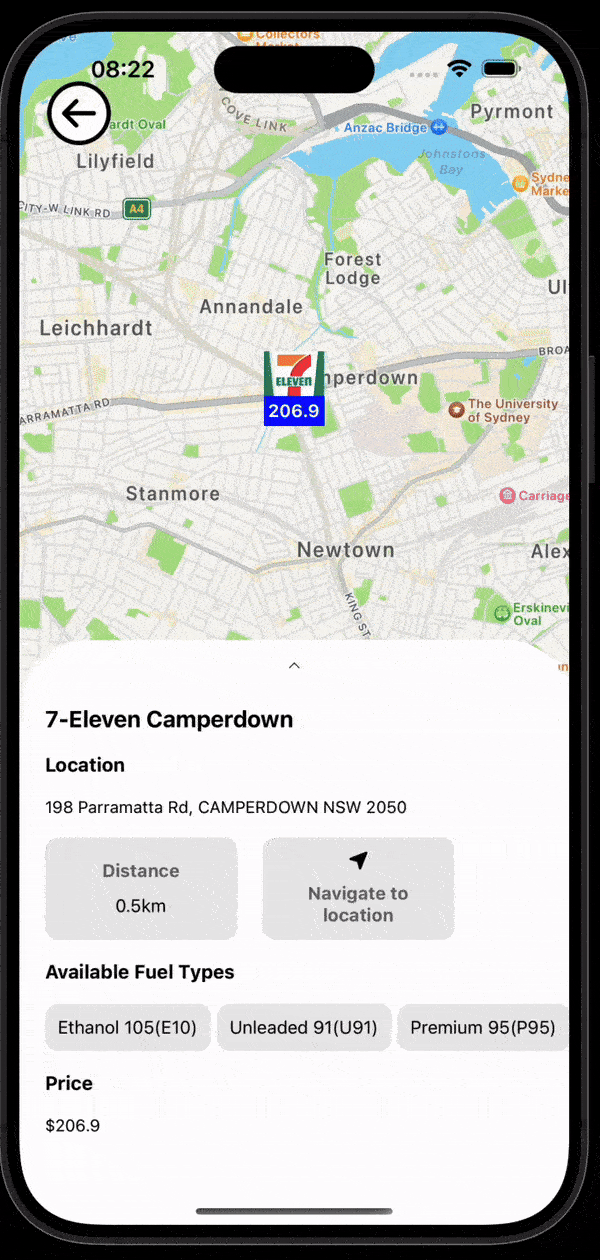 Collectors
Market
08:22
Pyrmont
COVE LINK
Anzac Bridge
ardt Oval
Johnstons
Bay
Lilyfield
Sydne
Marke
CITY-W LINK RD
A4
Forest
Lodge
Ul
Annandale
Leichhardt
BROA
7
ELEVEN
nperdown
206.9
ARRAMATTA RD
The University
of Sydney
Stanmore
Carriage
Newtown
Alex
KING ST
Erskinevi
Oval
7-Eleven Camperdown
Location
198 Parramatta Rd, CAMPERDOWN NSW 2050
Distance
0.5km
Navigate to
location
Available Fuel Types
Ethanol 105(E10)
Unleaded 91(U91)
Premium 95(P95)
Price
$206.9